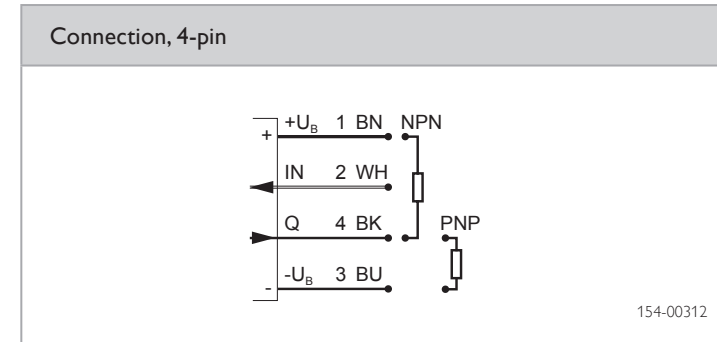 Connection, 4-pin
+U_B 1 BN NPN
+
IN 2 WH
Q 4 BK PNP
-U_B 3 BU
-
154-00312